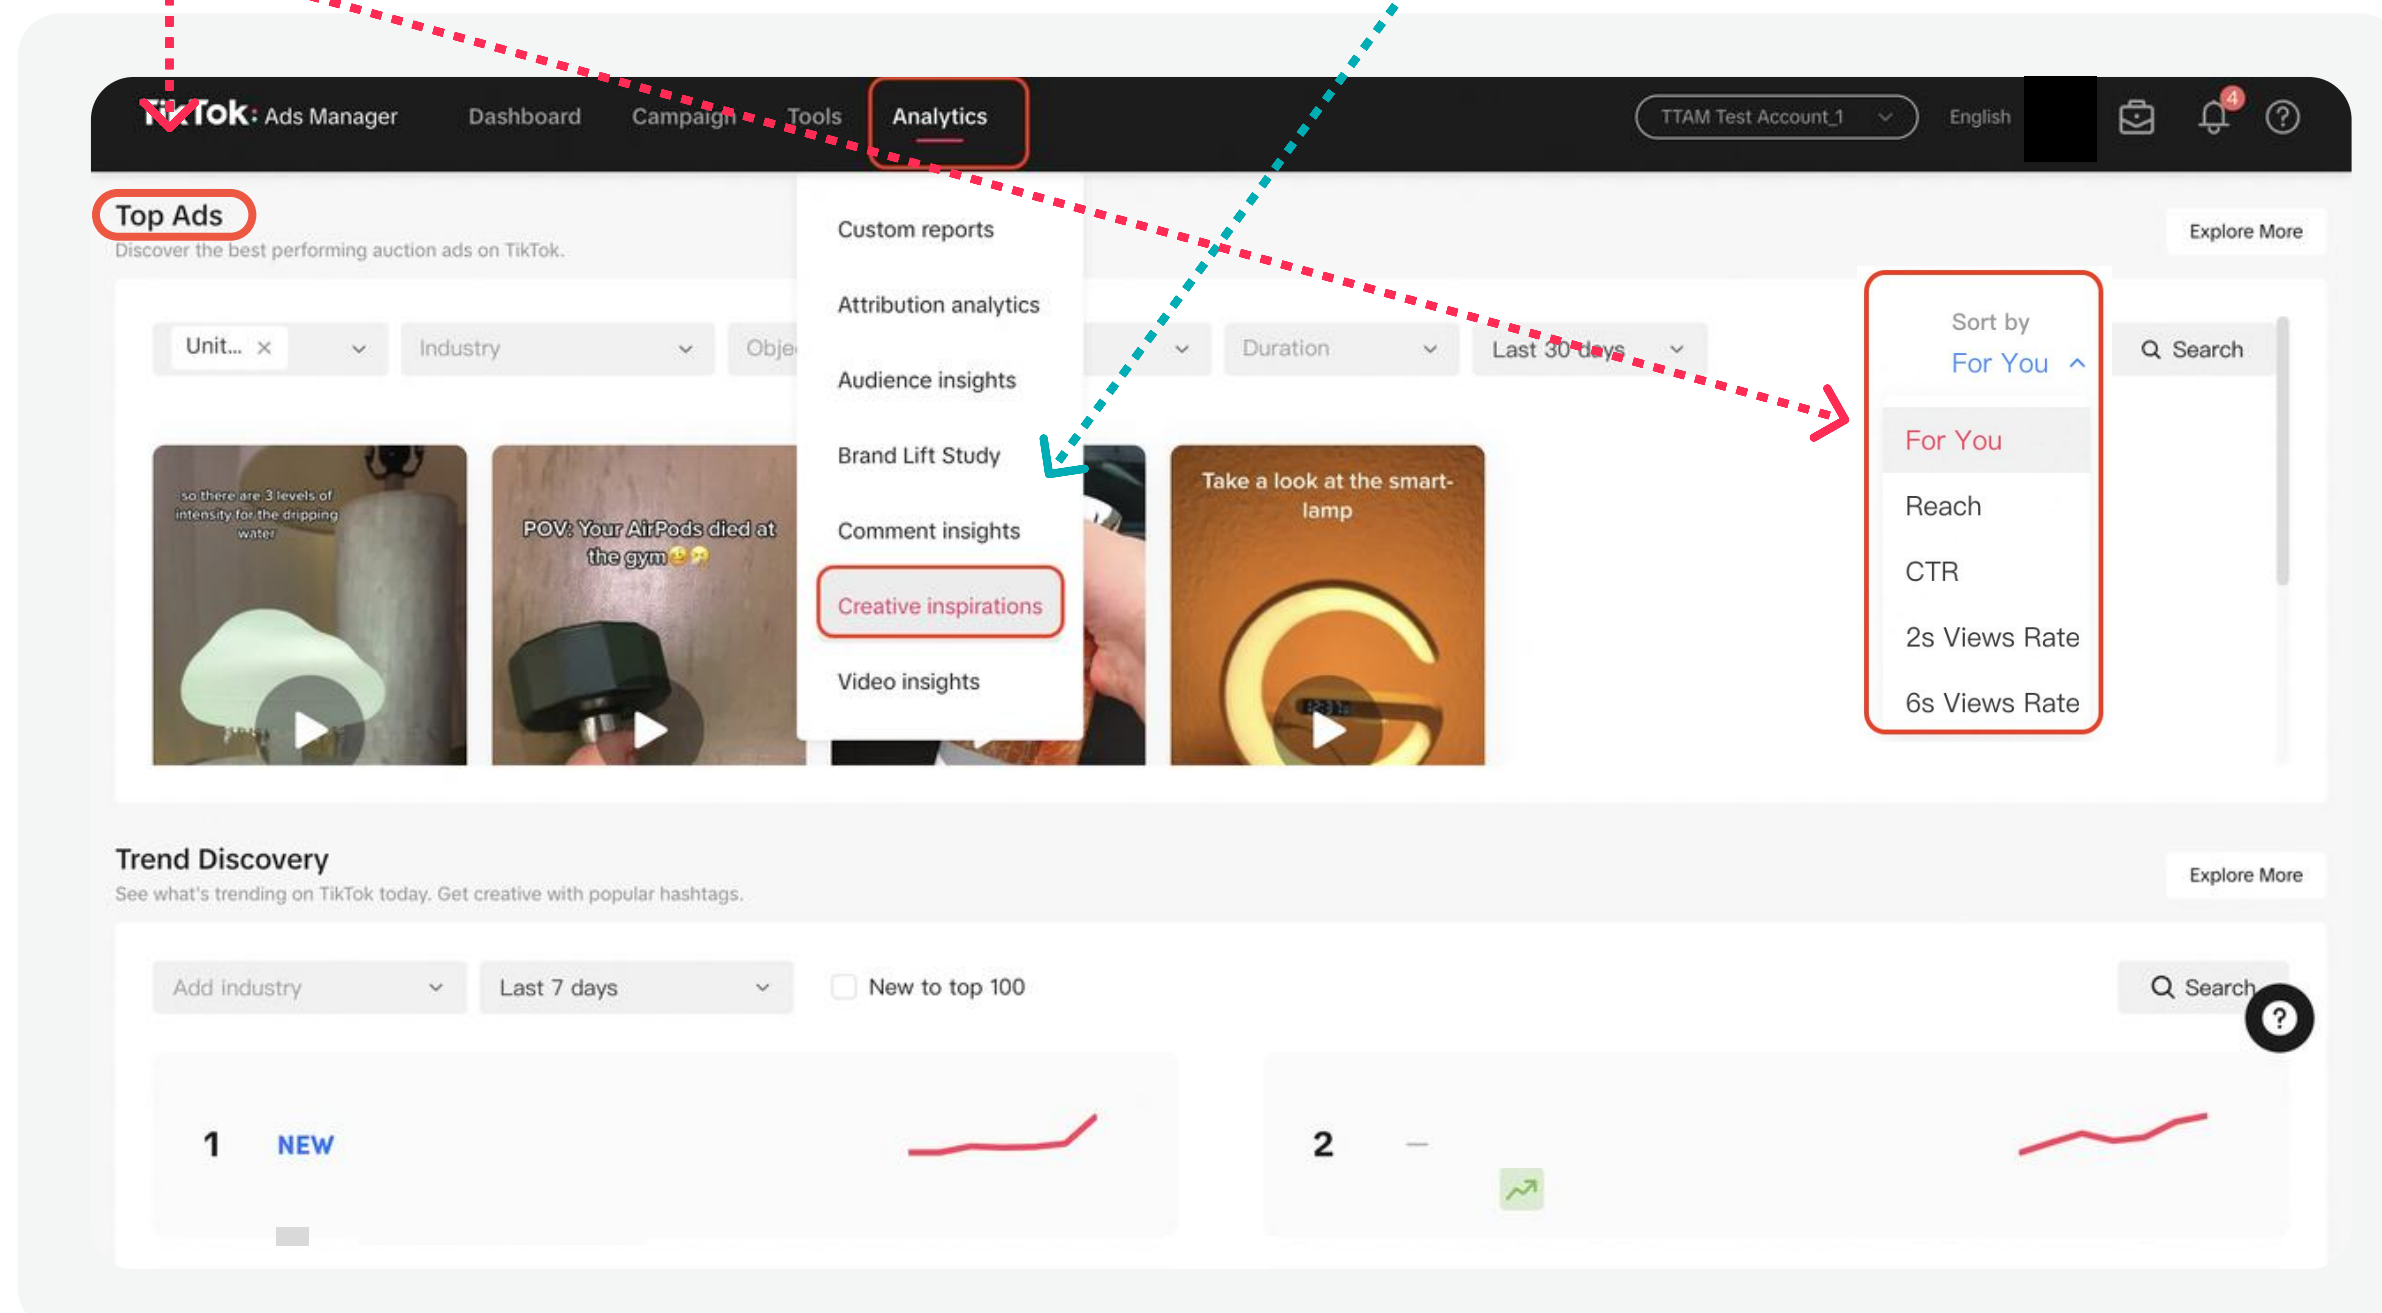 TikTok: Ads Manager
Dashboard
Campaign
Tools
Analytics
TTAM Test Account_1
English
4
Top Ads
Discover the best performing auction ads on TikTok.
Explore More
Custom reports
Attribution analytics
Audience insights
Brand Lift Study
Comment insights
Creative inspirations
Video insights
Unit...
Industry
Obje
Duration
Last 30 days
Sort by
For You
Search
For You
Reach
CTR
2s Views Rate
6s Views Rate
so there are 3 levels of
intensity for the dripping
water
POV: Your AirPods died at
the gym
Take a look at the smart-
lamp
Trend Discovery
See what's trending on TikTok today. Get creative with popular hashtags.
Explore More
Add industry
Last 7 days
New to top 100
Search
?
1
NEW
2